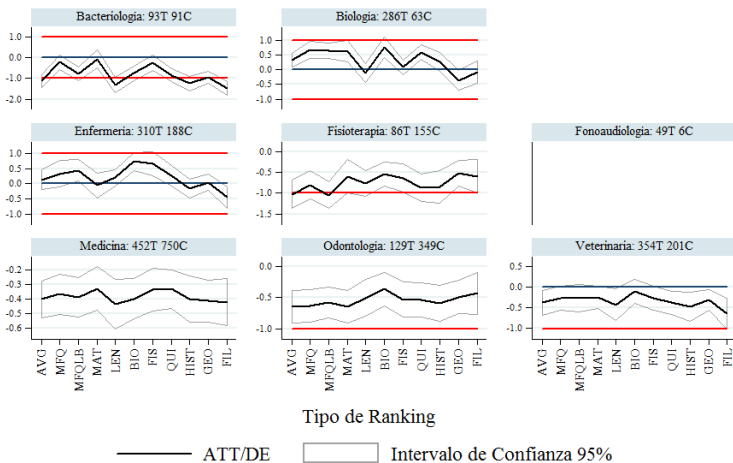 Bacteriologia: 93T 91C
Biologia: 286T 63C
1.0
0.0
-1.0
-2.0
1.0
0.5
0.0
-0.5
-1.0
Enfermeria: 310T 188C
Fisioterapia: 86T 155C
Fonoaudiologia: 49T 6C
1.0
0.5
0.0
-0.5
-1.0
0.0
-0.5
-1.0
-1.5
Medicina: 452T 750C
Odontologia: 129T 349C
Veterinaria: 354T 201C
-0.2
-0.3
-0.4
-0.5
-0.6
0.0
-0.5
-1.0
0.5
0.0
-0.5
-1.0
AVG MFQ MFQLB MAT LEN BIO FIS QUI HIST GEO FIL
AVG MFQ MFQLB MAT LEN BIO FIS QUI HIST GEO FIL
AVG MFQ MFQLB MAT LEN BIO FIS QUI HIST GEO FIL
Tipo de Ranking
ATT/DE Intervalo de Confianza 95%